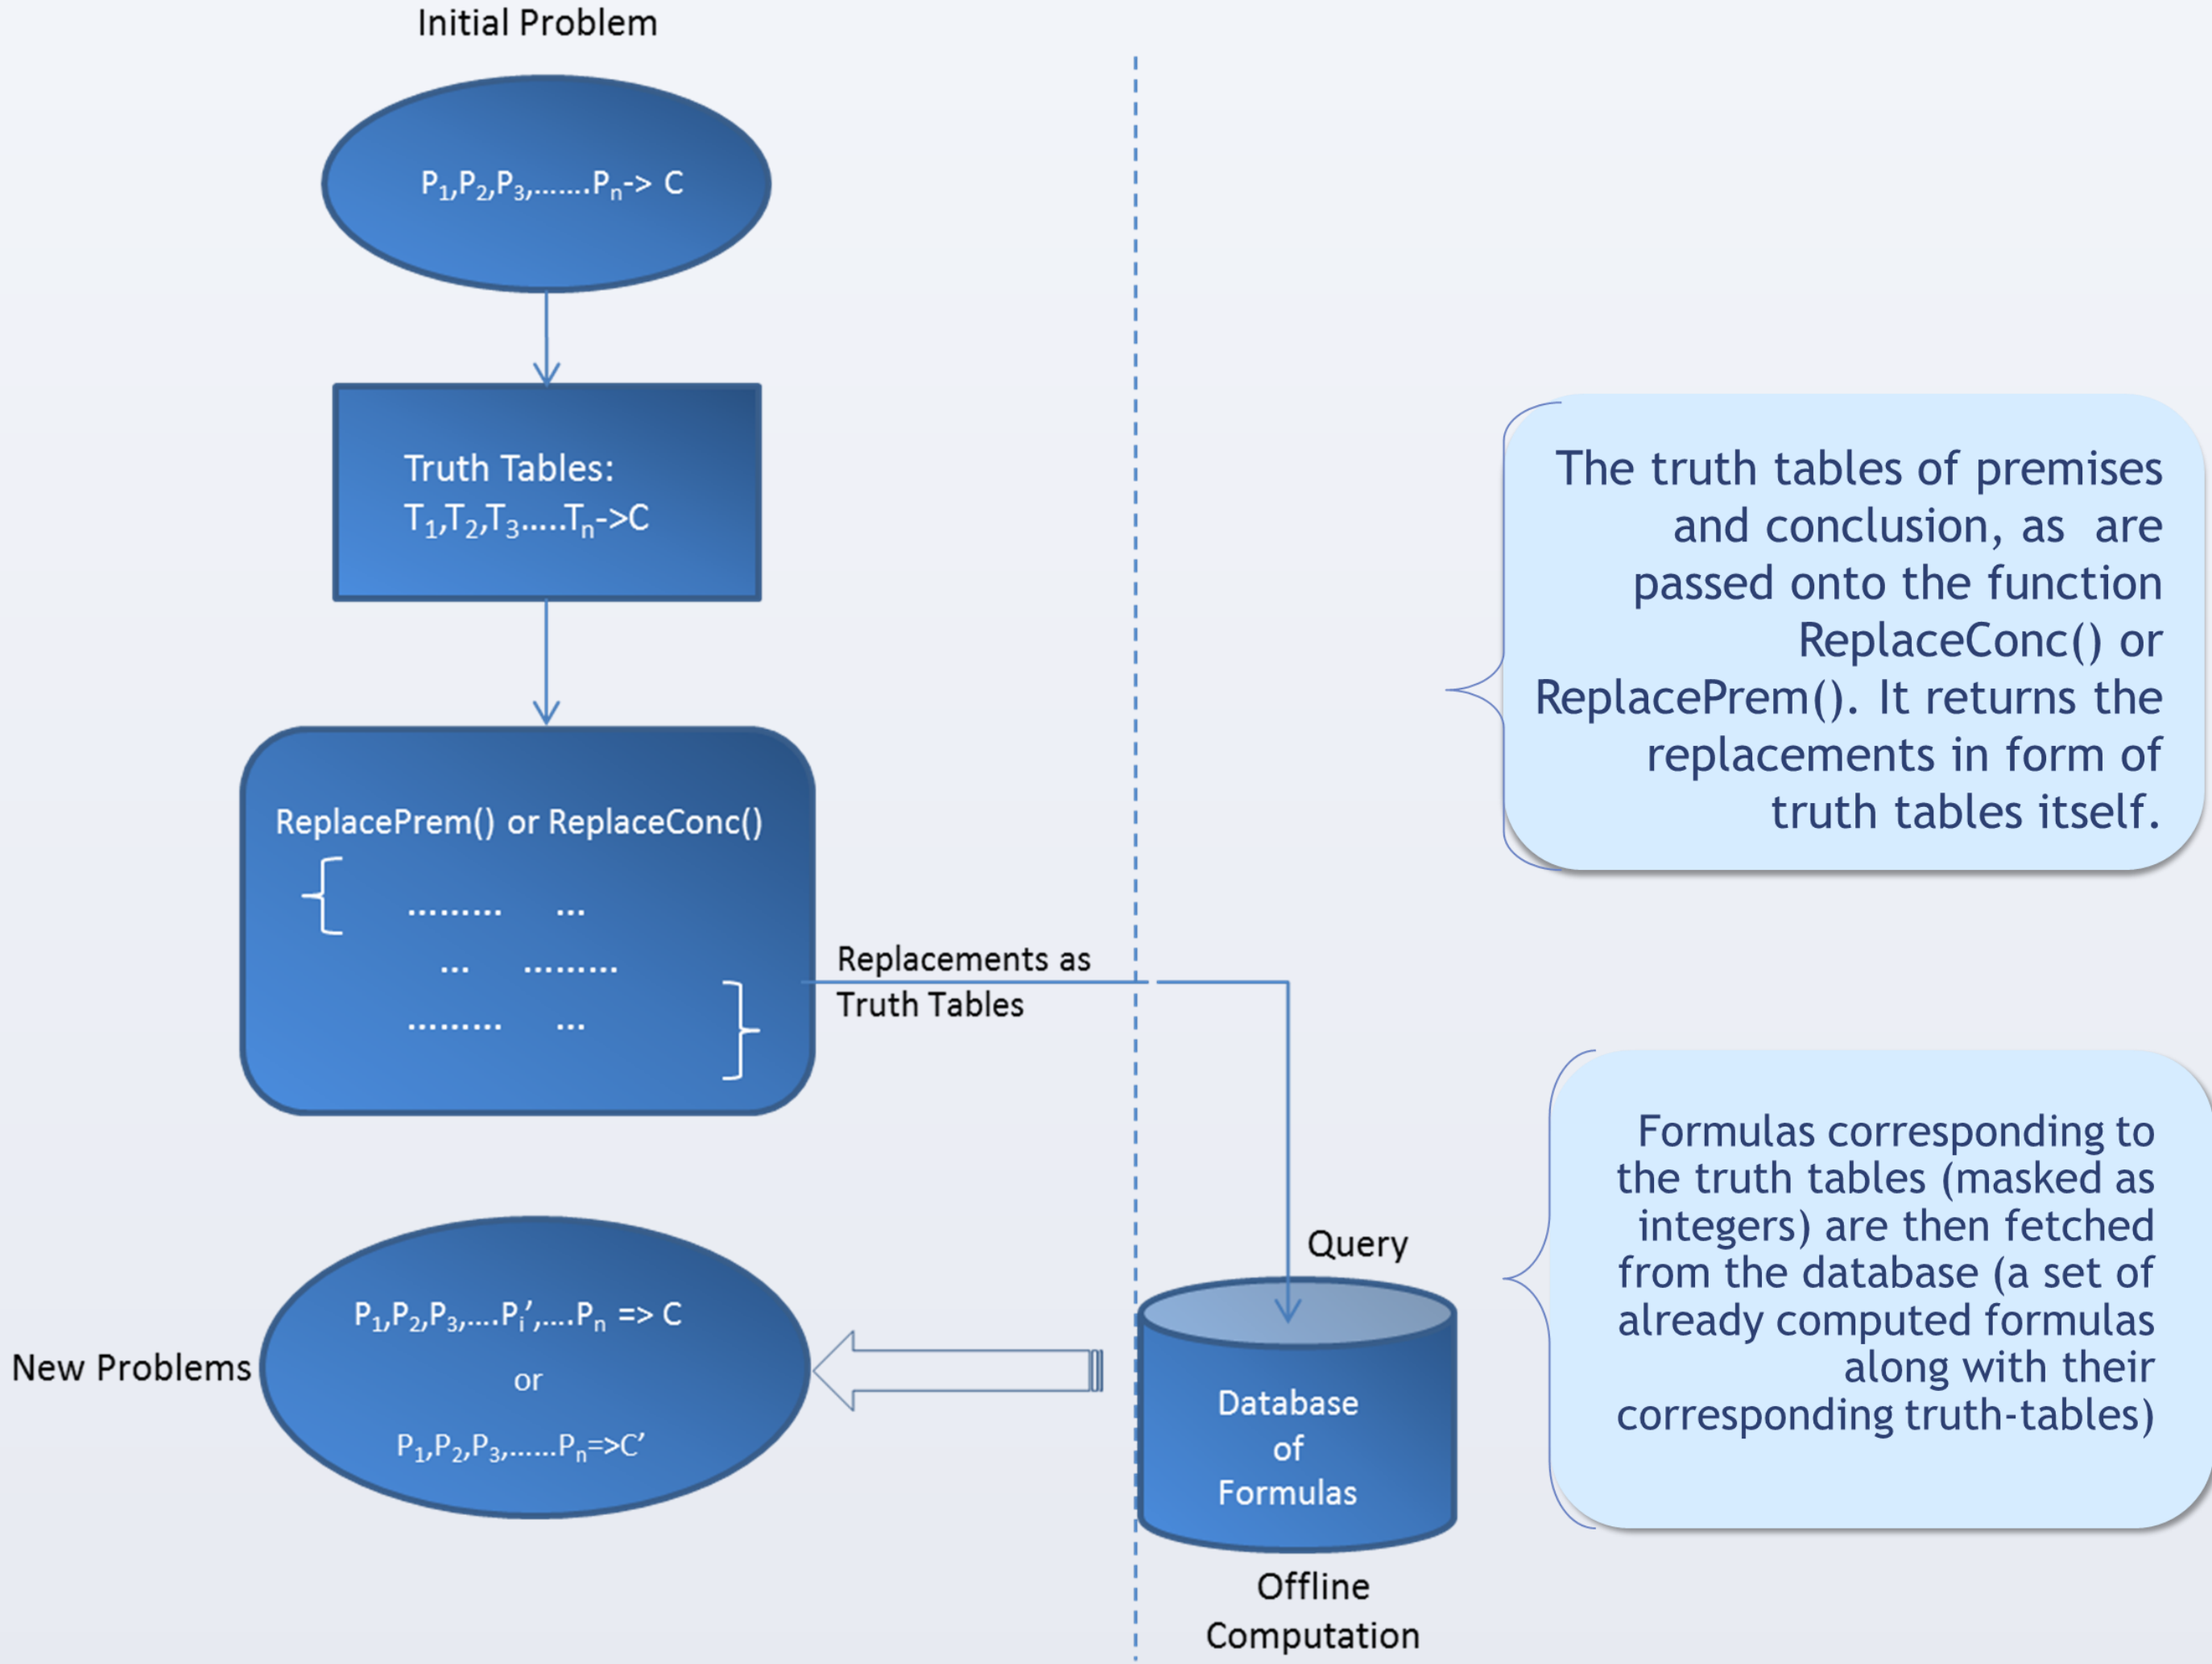 Initial Problem
P₁,P₂,P₃,.......Pₙ-> C
Truth Tables:
T₁,T₂,T₃.....Tₙ->C
ReplacePrem() or ReplaceConc()
{
......... ...
... .........
......... ...
}
Replacements as
Truth Tables
The truth tables of premises
and conclusion, as  are
passed onto the function
ReplaceConc() or
ReplacePrem(). It returns the
replacements in form of
truth tables itself.
Query
Database
of
Formulas
Offline
Computation
Formulas corresponding to
the truth tables (masked as
integers) are then fetched
from the database (a set of
already computed formulas
along with their
corresponding truth-tables)
New Problems
P₁,P₂,P₃,....Pᵢ’,....Pₙ => C
or
P₁,P₂,P₃,......Pₙ=>C’